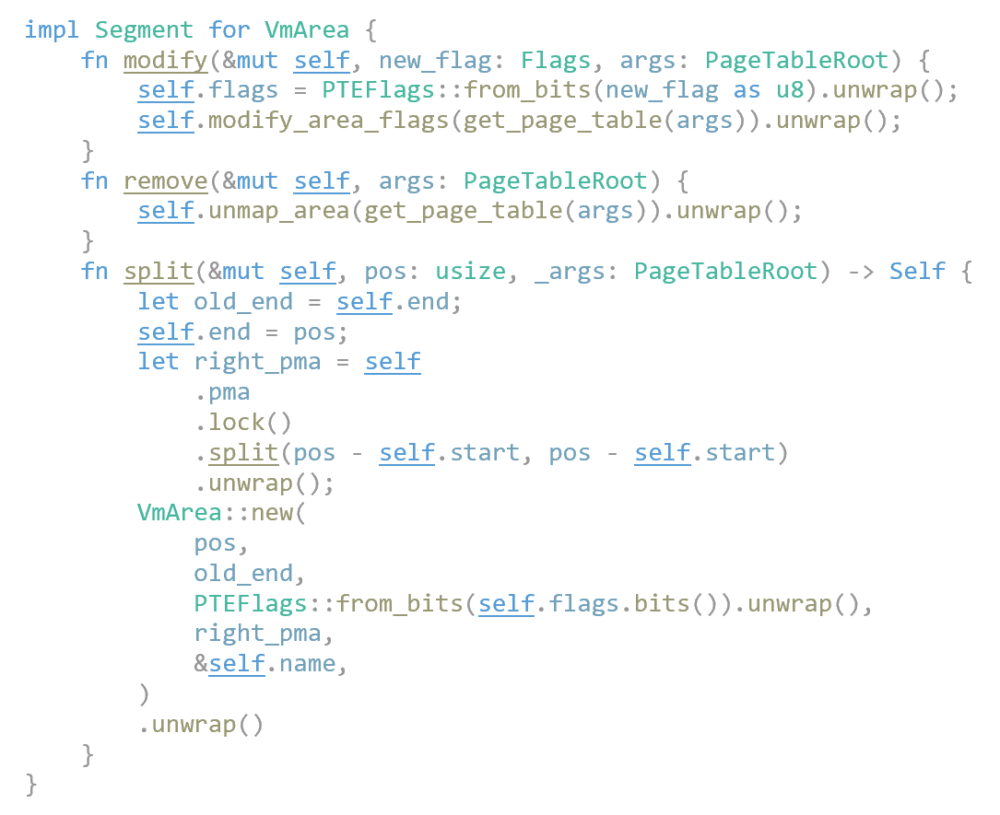 impl Segment for VmArea {
    fn modify(&mut self, new_flag: Flags, args: PageTableRoot) {
        self.flags = PTEFlags::from_bits(new_flag as u8).unwrap();
        self.modify_area_flags(get_page_table(args)).unwrap();
    }
    fn remove(&mut self, args: PageTableRoot) {
        self.unmap_area(get_page_table(args)).unwrap();
    }
    fn split(&mut self, pos: usize, _args: PageTableRoot) -> Self {
        let old_end = self.end;
        self.end = pos;
        let right_pma = self
            .pma
            .lock()
            .split(pos - self.start, pos - self.start)
            .unwrap();
        VmArea::new(
            pos,
            old_end,
            PTEFlags::from_bits(self.flags.bits()).unwrap(),
            right_pma,
            &self.name,
        )
        .unwrap()
    }
}